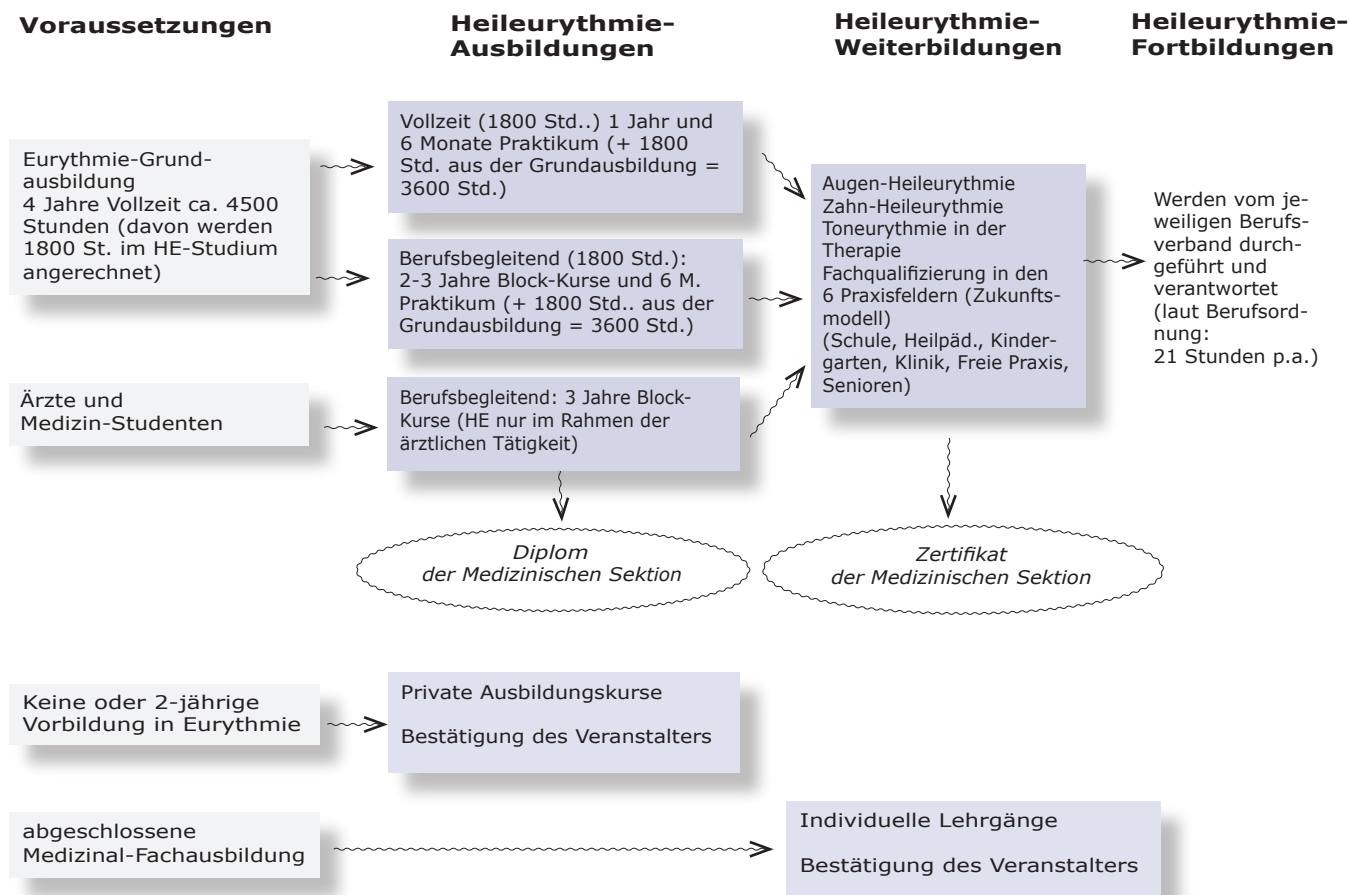 Voraussetzungen
Heileurythmie-
Ausbildungen
Heileurythmie-
Weiterbildungen
Heileurythmie-
Fortbildungen
Eurythmie-Grund-
ausbildung
4 Jahre Vollzeit ca. 4500
Stunden (davon werden
1800 St. im HE-Studium
angerechnet)
Vollzeit (1800 Std..) 1 Jahr und
6 Monate Praktikum (+ 1800
Std. aus der Grundausbildung =
3600 Std.)
Berufsbegleitend (1800 Std.):
2-3 Jahre Block-Kurse und 6 M.
Praktikum (+ 1800 Std.. aus der
Grundausbildung = 3600 Std.)
Augen-Heileurythmie
Zahn-Heileurythmie
Toneurythmie in der
Therapie
Fachqualifizierung in den
6 Praxisfeldern (Zukunfts-
modell)
(Schule, Heilpäd., Kinder-
garten, Klinik, Freie Praxis,
Senioren)
Werden vom je-
weiligen Berufs-
verband durch-
geführt und
verantwortet
(laut Berufsord-
nung:
21 Stunden p.a.)
Ärzte und
Medizin-Studenten
Berufsbegleitend: 3 Jahre Block-
Kurse (HE nur im Rahmen der
ärztlichen Tätigkeit)
Diplom
der Medizinischen Sektion
Zertifikat
der Medizinischen Sektion
Keine oder 2-jährige
Vorbildung in Eurythmie
Private Ausbildungskurse
Bestätigung des Veranstalters
abgeschlossene
Medizinal-Fachausbildung
Individuelle Lehrgänge
Bestätigung des Veranstalters